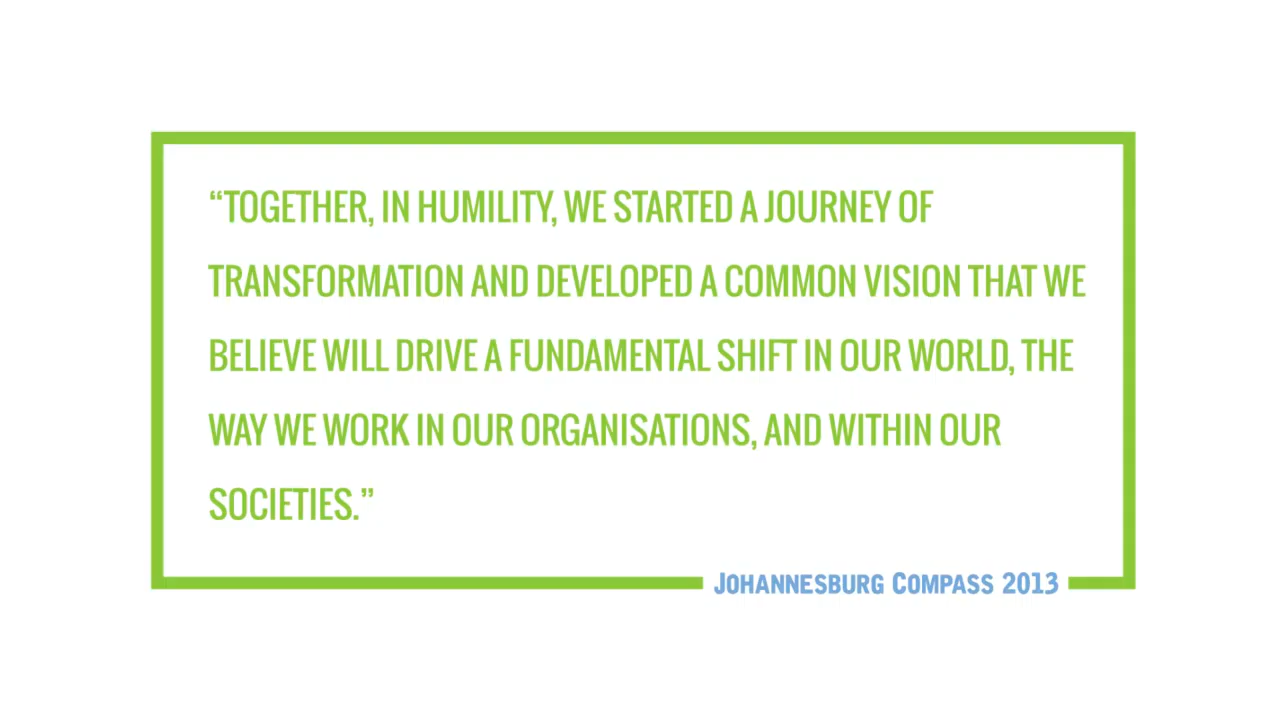 “TOGETHER, IN HUMILITY, WE STARTED A JOURNEY OF
TRANSFORMATION AND DEVELOPED A COMMON VISION THAT WE
BELIEVE WILL DRIVE A FUNDAMENTAL SHIFT IN OUR WORLD, THE
WAY WE WORK IN OUR ORGANISATIONS, AND WITHIN OUR
SOCIETIES.”
JOHANNESBURG COMPASS 2013